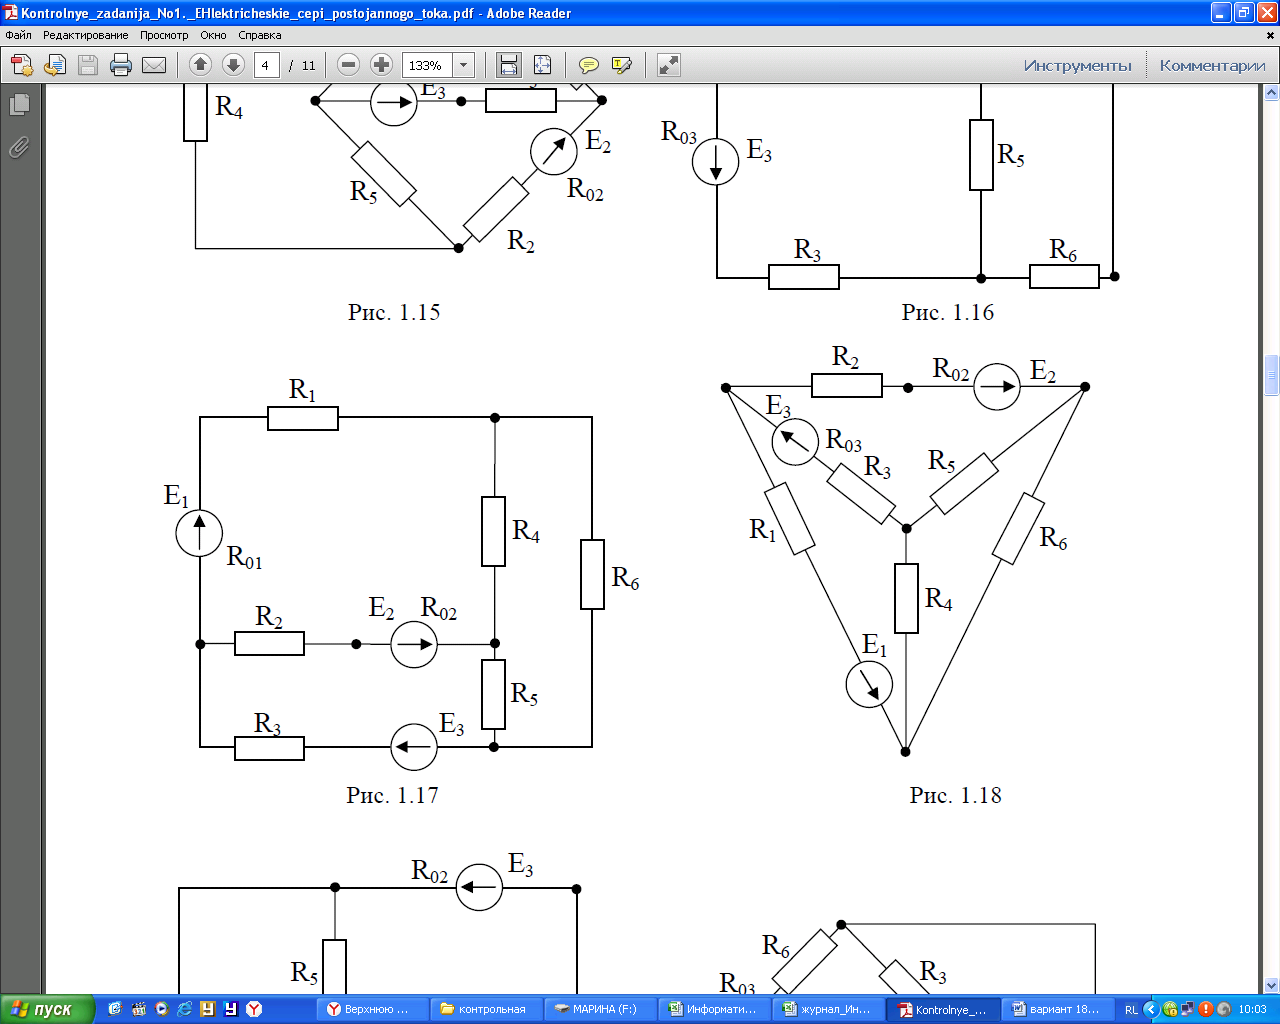 Kontrolnye_zadanija_No1._EHlektricheskie_cepi_postojannogo_toka.pdf - Adobe Reader
Файл Редактирование Просмотр Окно Справка
4 / 11 133% Инструменты Комментарии
R4
E3
E2
R5
R02
R2
Рис. 1.15
R03
E3
R5
R3
R6
Рис. 1.16
R1
E1
R01
R4
R6
R2
E2
R02
R5
R3
E3
Рис. 1.17
R2
R02
E2
E3
R03
R3
R5
R1
R6
R4
E1
Рис. 1.18
R02
E3
R5
R6
R03
R3
пуск
Верхнюю ...
контрольная
МАРИНА (F:)
Информати...
журнал_Ин...
Kontrolnye_...
вариант 18...
RL
10:03